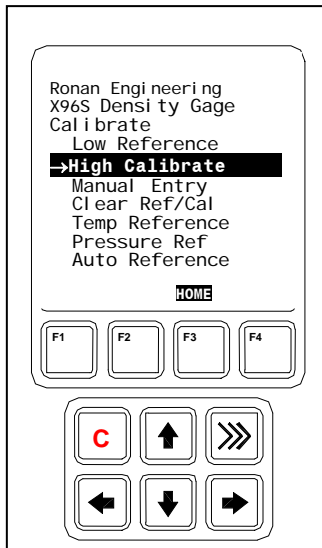 Ronan Engineering
X96S Density Gage
Calibrate
Low Reference
→High Calibrate
Manual Entry
Clear Ref/Cal
Temp Reference
Pressure Ref
Auto Reference
HOME
F1 F2 F3 F4
C